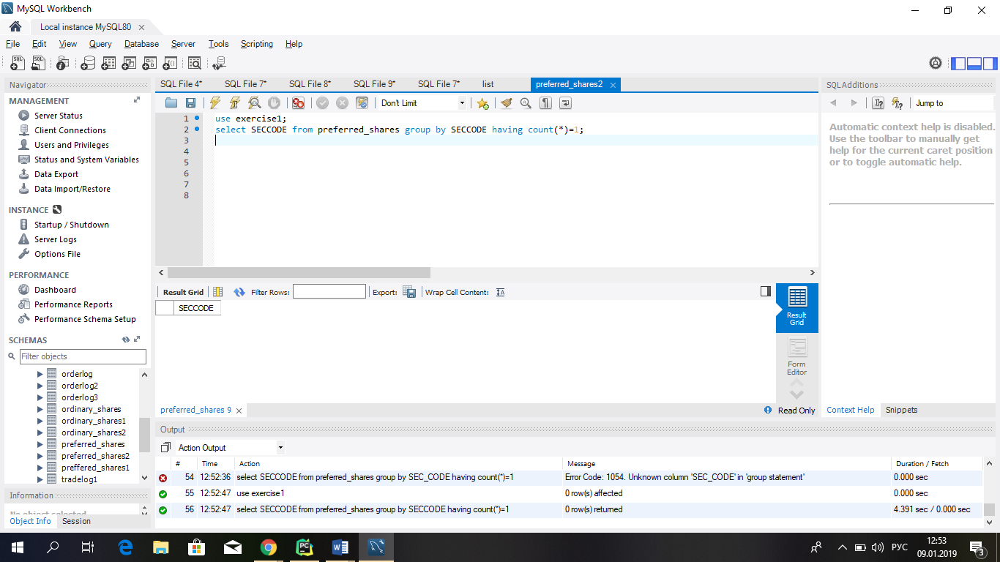 MySQL Workbench
Local instance MySQL80
File Edit View Query Database Server Tools Scripting Help
Navigator
MANAGEMENT
Server Status
Client Connections
Users and Privileges
Status and System Variables
Data Export
Data Import/Restore
INSTANCE
Startup / Shutdown
Server Logs
Options File
PERFORMANCE
Dashboard
Performance Reports
Performance Schema Setup
SCHEMAS
Filter objects
orderlog
orderlog2
orderlog3
ordinary_shares
ordinary_shares1
ordinary_shares2
preferred_shares
preferred_shares2
preffered_shares1
tradelog1
Information
No object selected
Object Info Session
SQL File 4* SQL File 7* SQL File 8* SQL File 9* SQL File 7* list preferred_shares2
Don't Limit
1 use exercise1;
2 select SECCODE from preferred_shares group by SECCODE having count(*)=1;
3
4
5
6
7
8
Result Grid Filter Rows: Export: Wrap Cell Content:
SECCODE
Result
Grid
Form
Editor
preferred_shares 9
Read Only
SQLAdditions
Jump to
Automatic context help is disabled.
Use the toolbar to manually get
help for the current caret position
or to toggle automatic help.
Context Help Snippets
Output
Action Output
# Time Action Message Duration / Fetch
54 12:52:36 select SECCODE from preferred_shares group by SEC_CODE having count(*)=1 Error Code: 1054. Unknown column 'SEC_CODE' in 'group statement' 0.000 sec
55 12:52:47 use exercise1 0 row(s) affected 0.000 sec
56 12:52:47 select SECCODE from preferred_shares group by SECCODE having count(*)=1 0 row(s) returned 4.391 sec / 0.000 sec
РУС
12:53
09.01.2019
3